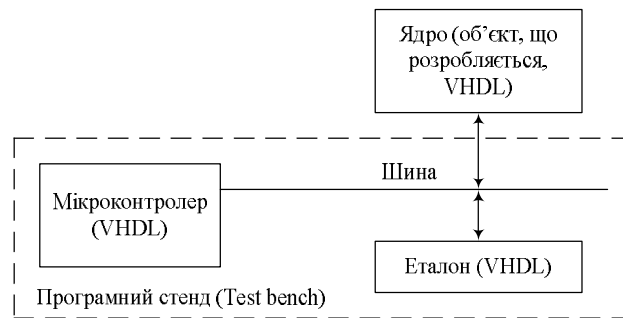 Ядро (об’єкт, що
розробляється,
VHDL)
Шина
Мікроконтролер
(VHDL)
Еталон (VHDL)
Програмний стенд (Test bench)